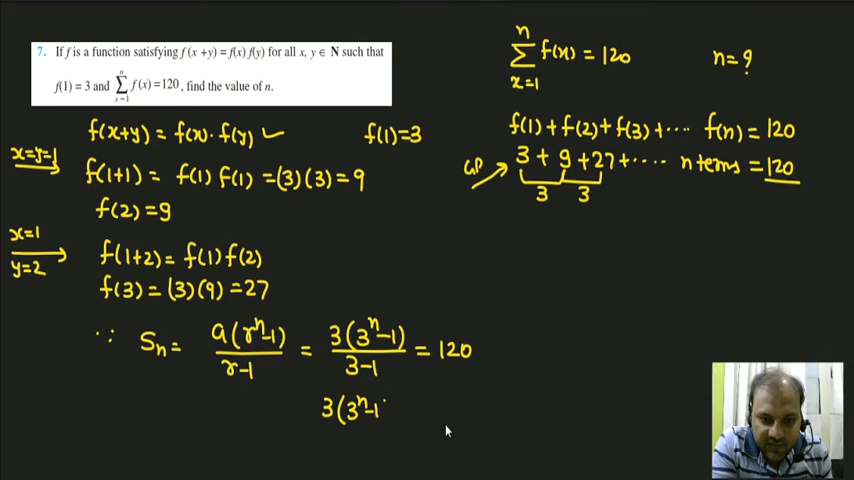 7. If f is a function satisfying f (x +y) = f(x) f(y) for all x, y ∈ N such that
f(1) = 3 and ∑_{x=1}^{n} f (x) =120 , find the value of n.
f(x+y) = f(x). f(y) ✓ f(1)=3
x=y=1
f(1+1) = f(1) f(1) =(3)(3)=9
f(2)=9
x=1
y=2
f(1+2)= f(1) f(2)
f(3) = (3)(9) =27
∵ Sn = a(r^n-1)/(r-1) = 3(3^n-1)/(3-1) = 120
3(3^n-1
∑_{x=1}^{n} f(x) = 120 n=?
f(1)+ f(2)+ f(3)+ .... f(n) = 120
GP 3 + 9 +27+ .... n terms = 120
3 3